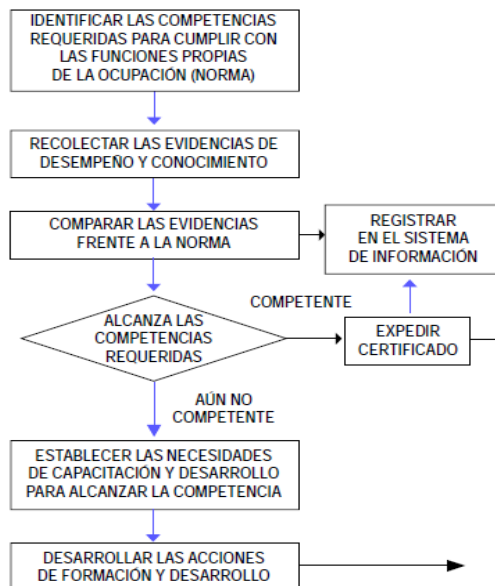 IDENTIFICAR LAS COMPETENCIAS
REQUERIDAS PARA CUMPLIR CON
LAS FUNCIONES PROPIAS
DE LA OCUPACIÓN (NORMA)
RECOLECTAR LAS EVIDENCIAS DE
DESEMPEÑO Y CONOCIMIENTO
COMPARAR LAS EVIDENCIAS
FRENTE A LA NORMA
REGISTRAR
EN EL SISTEMA
DE INFORMACIÓN
ALCANZA LAS
COMPETENCIAS
REQUERIDAS
COMPETENTE
EXPEDIR
CERTIFICADO
AÚN NO
COMPETENTE
ESTABLECER LAS NECESIDADES
DE CAPACITACIÓN Y DESARROLLO
PARA ALCANZAR LA COMPETENCIA
DESARROLLAR LAS ACCIONES
DE FORMACIÓN Y DESARROLLO